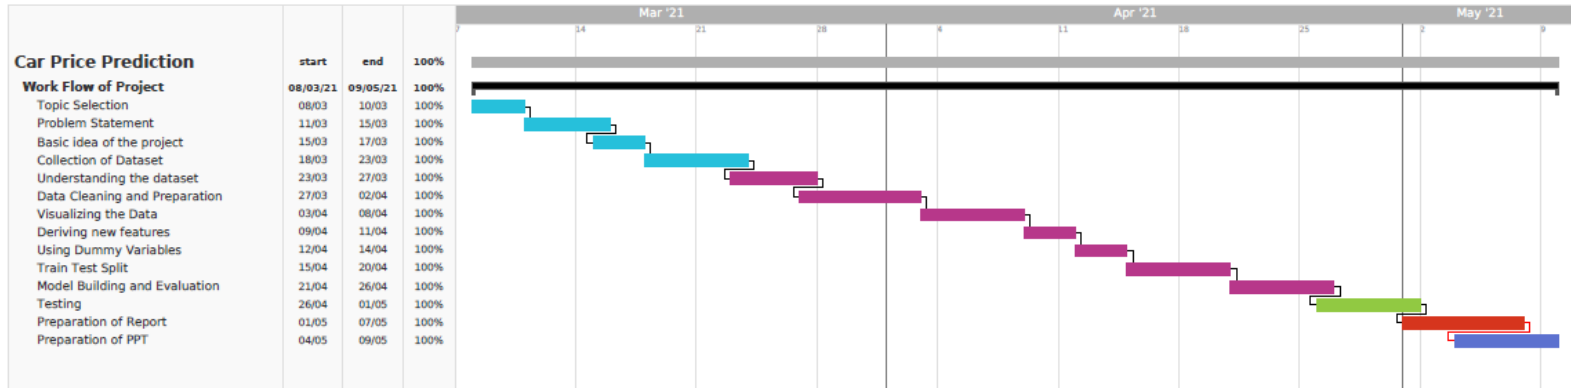 Mar '21 Apr '21 May '21
7 14 21 28 4 11 18 25 2 9
Car Price Prediction start end 100%
Work Flow of Project 08/03/21 09/05/21 100%
Topic Selection 08/03 10/03 100%
Problem Statement 11/03 15/03 100%
Basic idea of the project 15/03 17/03 100%
Collection of Dataset 18/03 23/03 100%
Understanding the dataset 23/03 27/03 100%
Data Cleaning and Preparation 27/03 02/04 100%
Visualizing the Data 03/04 08/04 100%
Deriving new features 09/04 11/04 100%
Using Dummy Variables 12/04 14/04 100%
Train Test Split 15/04 20/04 100%
Model Building and Evaluation 21/04 26/04 100%
Testing 26/04 01/05 100%
Preparation of Report 01/05 07/05 100%
Preparation of PPT 04/05 09/05 100%